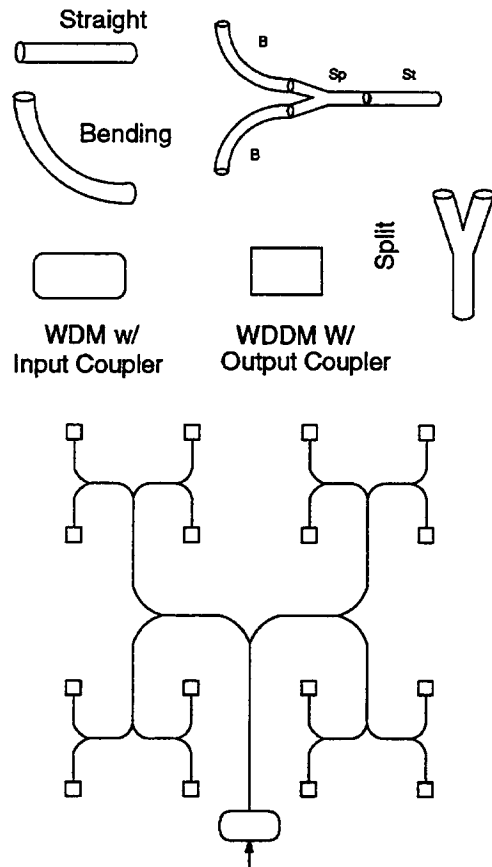 Straight
B
Sp
St
Bending
B
Split
WDM w/
Input Coupler
WDDM W/
Output Coupler